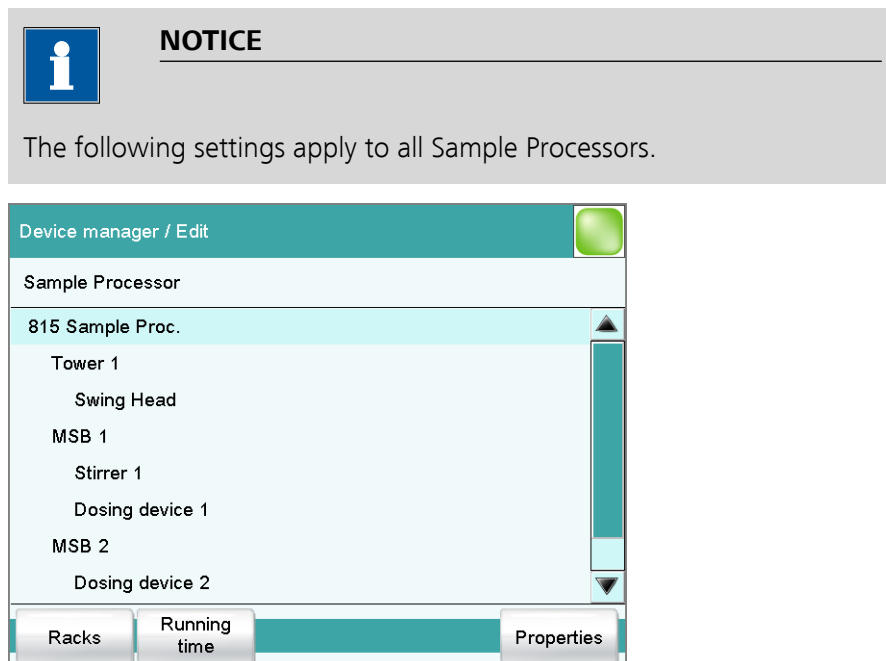 NOTICE
The following settings apply to all Sample Processors.
Device manager / Edit
Sample Processor
815 Sample Proc.
Tower 1
Swing Head
MSB 1
Stirrer 1
Dosing device 1
MSB 2
Dosing device 2
Racks
Running
time
Properties